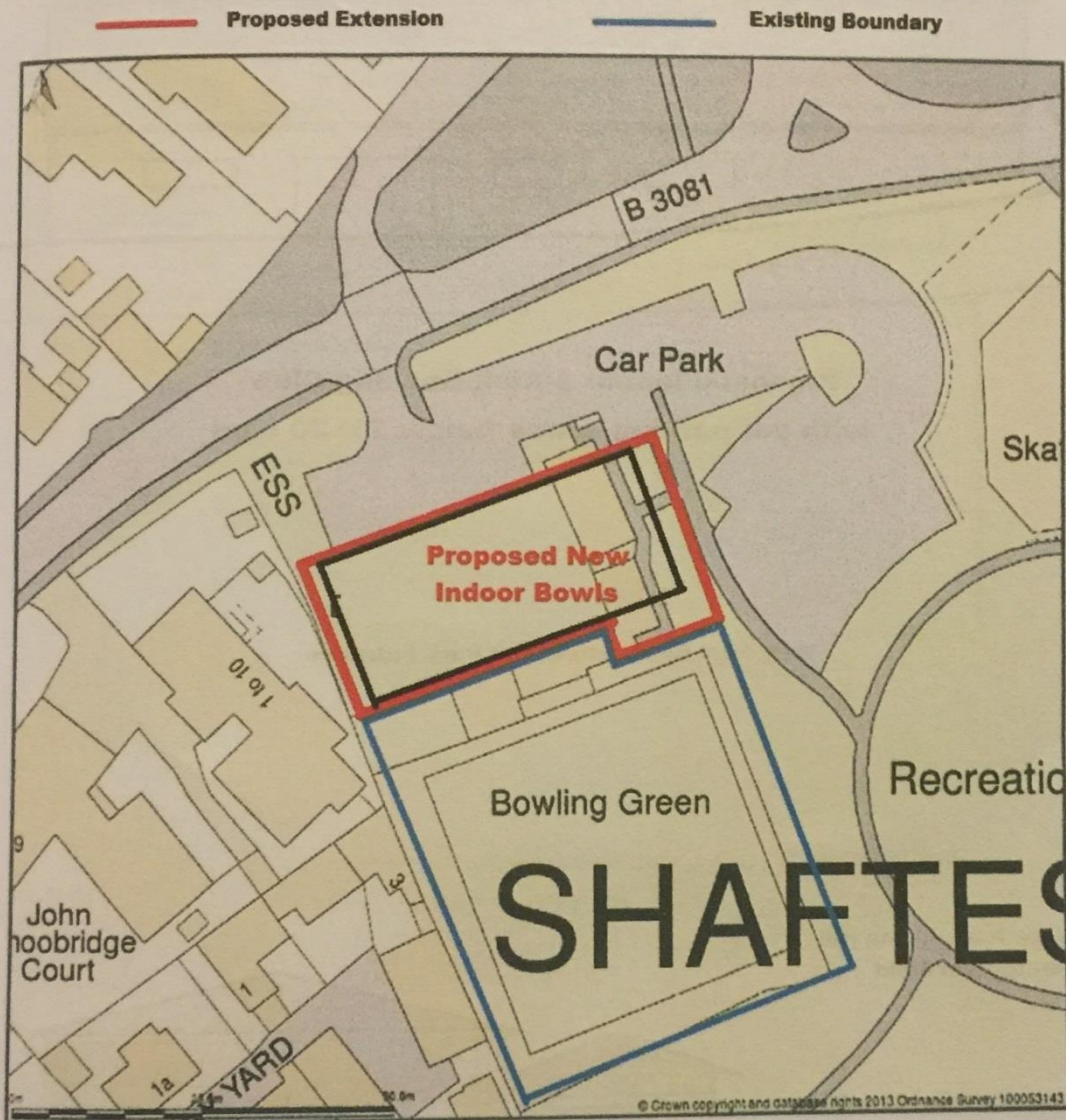 Proposed Extension
Existing Boundary
B 3081
Car Park
Ska
ESS
Proposed New
Indoor Bowls
1 to 10
Recreatio
Bowling Green
SHAFTES
9
3
John
hoobridge
Court
1
YARD
1a
© Crown copyright and database rights 2013 Ordnance Survey 100053143